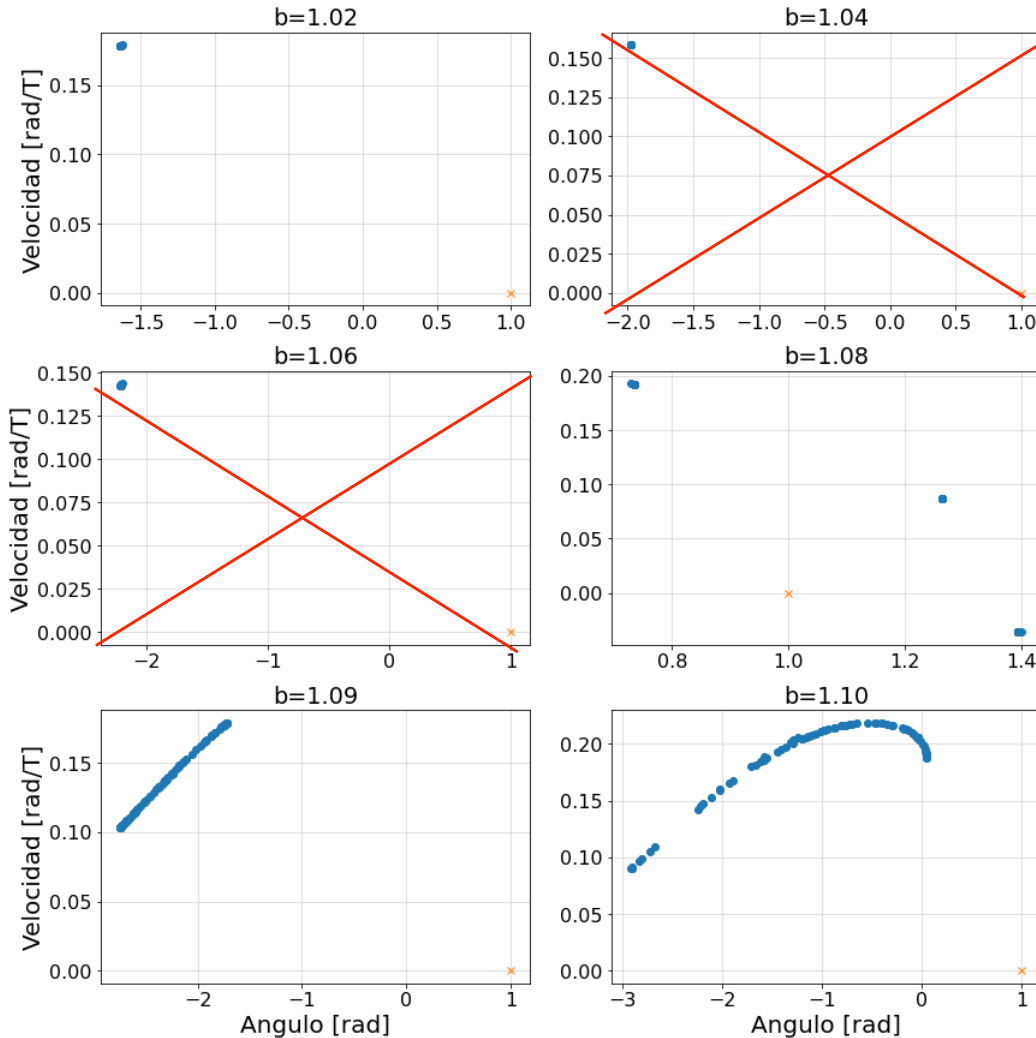 b=1.02
b=1.04
Velocidad [rad/T]
0.15
0.10
0.05
0.00
−1.5 −1.0 −0.5 0.0 0.5 1.0
0.150
0.125
0.100
0.075
0.050
0.025
0.000
−2.0 −1.5 −1.0 −0.5 0.0 0.5 1.0
b=1.06
b=1.08
Velocidad [rad/T]
0.150
0.125
0.100
0.075
0.050
0.025
0.000
−2 −1 0 1
0.20
0.15
0.10
0.05
0.00
0.8 1.0 1.2 1.4
b=1.09
b=1.10
Velocidad [rad/T]
0.15
0.10
0.05
0.00
−2 −1 0 1
Angulo [rad]
0.20
0.15
0.10
0.05
0.00
−3 −2 −1 0 1
Angulo [rad]